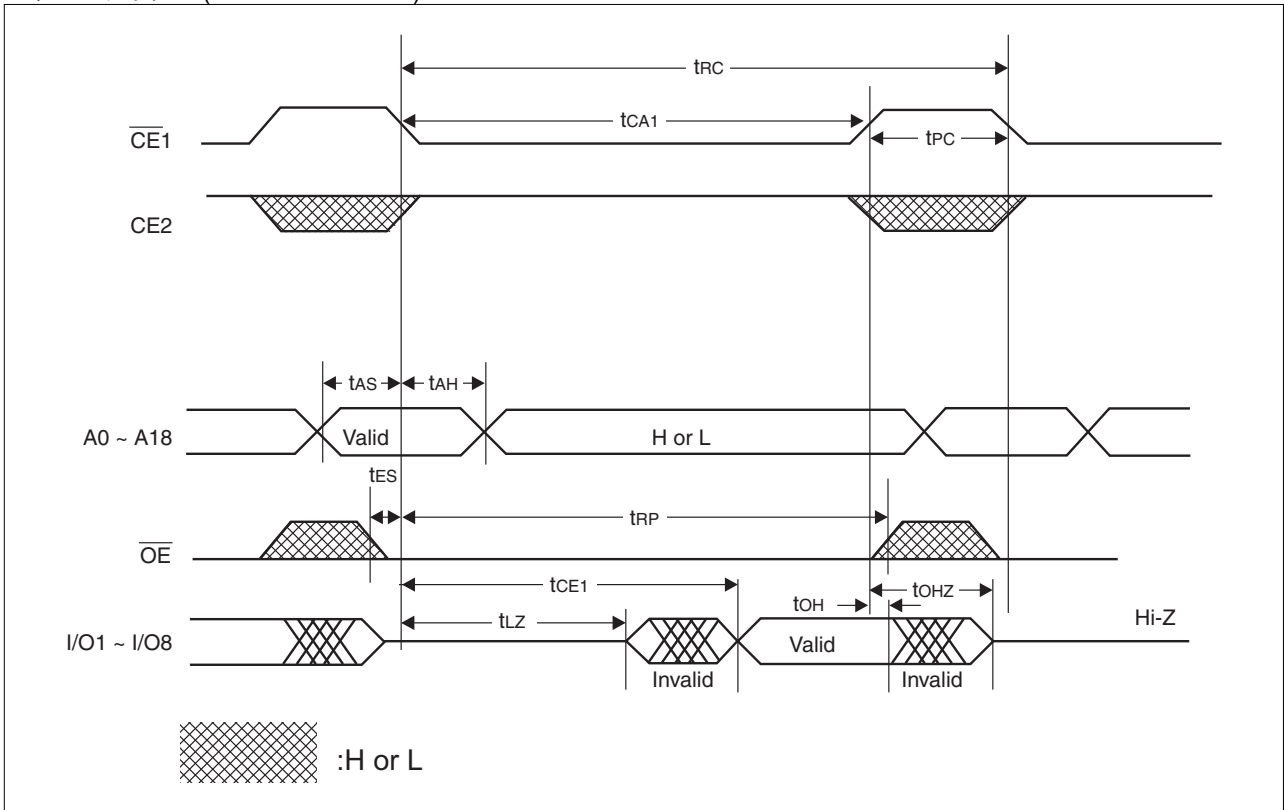 tRC
tCA1
CE1
tPC
CE2
tAS
tAH
A0 ~ A18
Valid
H or L
tES
tRP
OE
tCE1
tOH
tOHZ
tLZ
Hi-Z
I/O1 ~ I/O8
Valid
Invalid
Invalid
:H or L